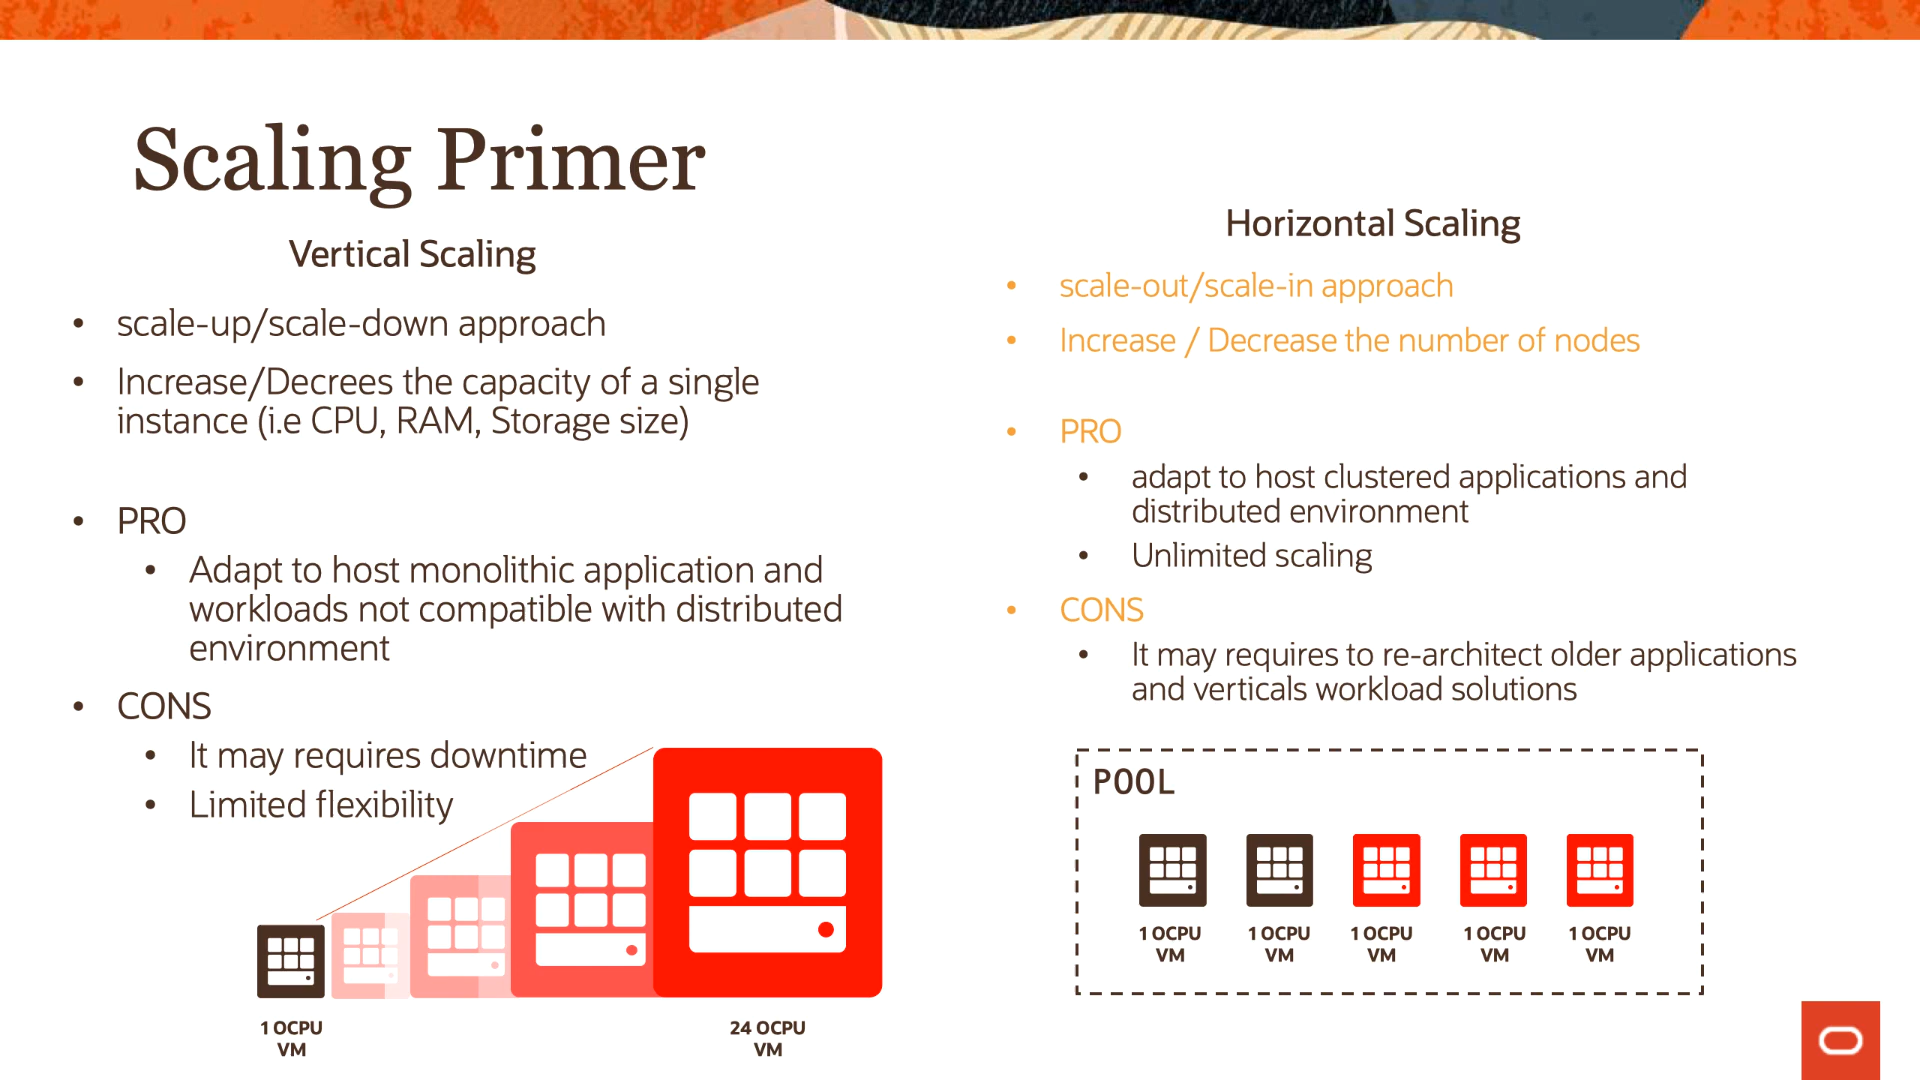 Scaling Primer
Vertical Scaling
• scale-up/scale-down approach
• Increase/Decrees the capacity of a single
instance (i.e CPU, RAM, Storage size)
• PRO
• Adapt to host monolithic application and
workloads not compatible with distributed
environment
• CONS
• It may requires downtime
• Limited flexibility
1 OCPU
VM
24 OCPU
VM
Horizontal Scaling
• scale-out/scale-in approach
• Increase / Decrease the number of nodes
• PRO
• adapt to host clustered applications and
distributed environment
• Unlimited scaling
• CONS
• It may requires to re-architect older applications
and verticals workload solutions
POOL
1 OCPU
VM
1 OCPU
VM
1 OCPU
VM
1 OCPU
VM
1 OCPU
VM